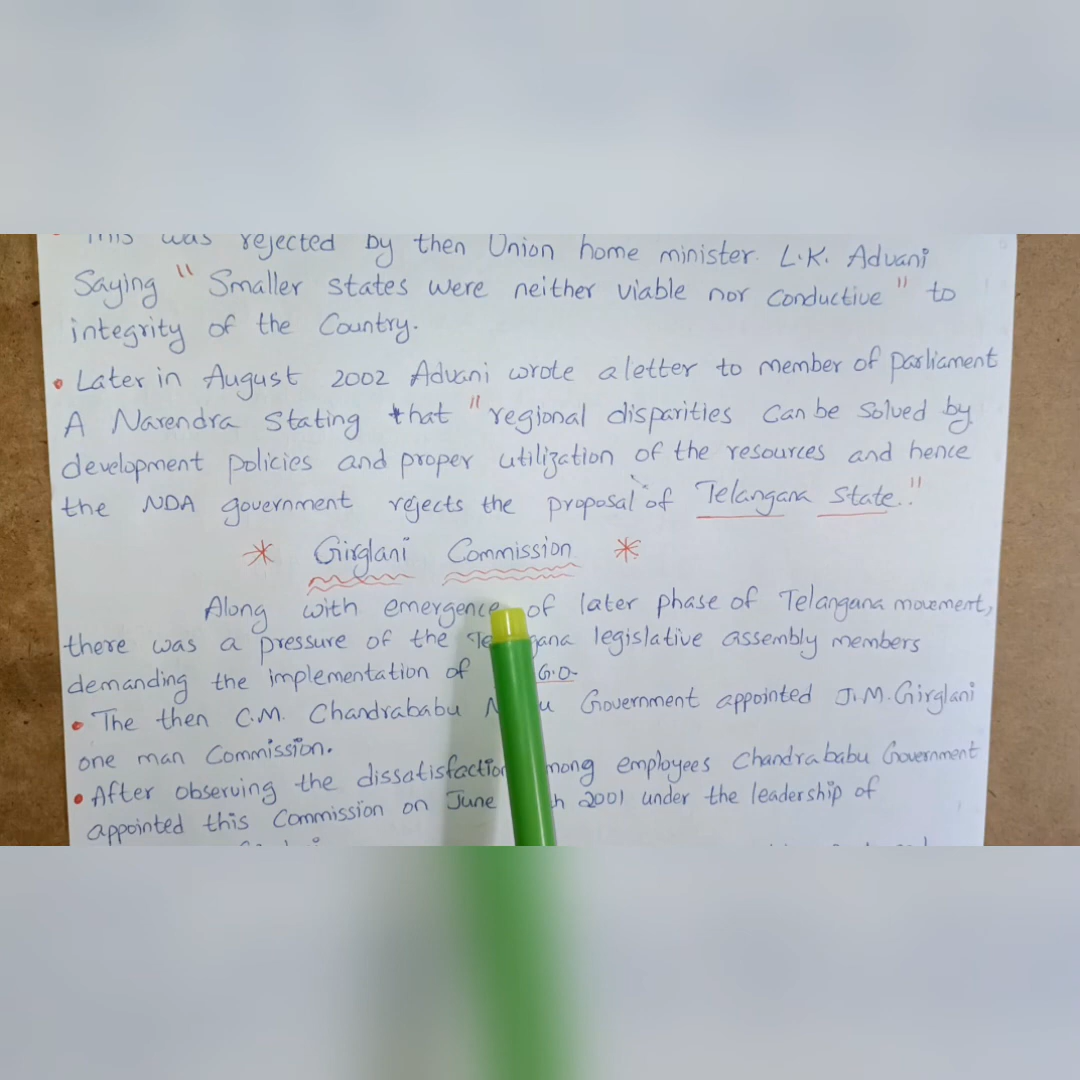 This was rejected by then Union home minister. L.K. Advani
Saying " Smaller states were neither viable nor conductive " to
integrity of the Country.
• Later in August 2002 Advani wrote a letter to member of parliament
A Narendra stating that " regional disparities can be solved by
development policies and proper utilization of the resources and hence
the NDA government rejects the proposal of Telangana State."
* Girglani Commission *
Along with emergence of later phase of Telangana movement,
there was a pressure of the legislative assembly members
demanding the implementation of G.O.
• The then C.M. Chandrababu Government appointed J.M. Girglani
one man Commission.
• After observing the dissatisfaction among employees Chandrababu Government
appointed this Commission on June 2001 under the leadership of